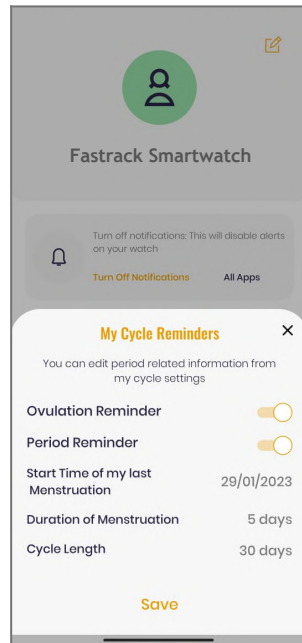 Fastrack Smartwatch
Turn off notifications: This will disable alerts
on your watch
Turn Off Notifications All Apps
My Cycle Reminders
You can edit period related information from
my cycle settings
Ovulation Reminder
Period Reminder
Start Time of my last
Menstruation
29/01/2023
Duration of Menstruation 5 days
Cycle Length 30 days
Save